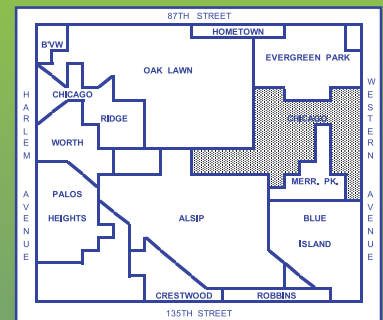 87TH STREET
HOMETOWN
B'VW
EVERGREEN PARK
OAK LAWN
CHICAGO
RIDGE
CHICAGO
WORTH
MERR. PK.
PALOS
HEIGHTS
ALSIP
BLUE
ISLAND
CRESTWOOD
ROBBINS
135TH STREET
HARLEM AVENUE
WESTERN AVENUE